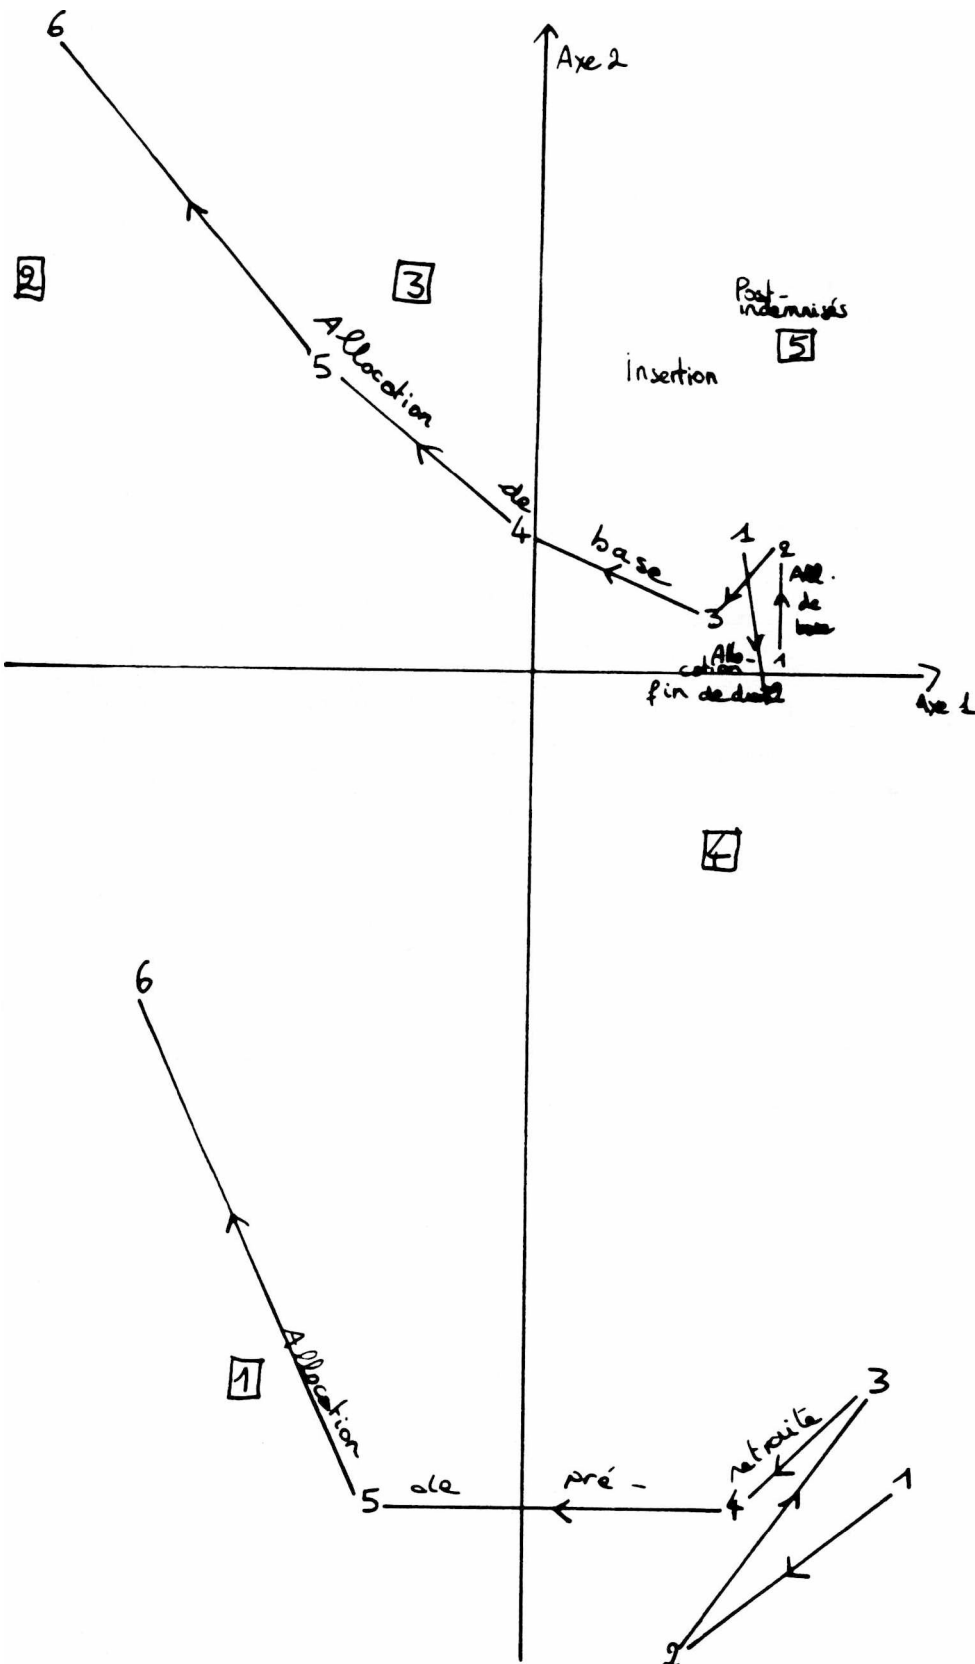 6
Axe 2
2
3
Post-
indemnisés
5
Insertion
Allocation
5
de
4
base
1
2
All.
de
base
3
1
Allo-
cation
fin de droit
2
Axe 1
4
6
1
Allocation
3
retraite
1
5
de
pré-
4
2